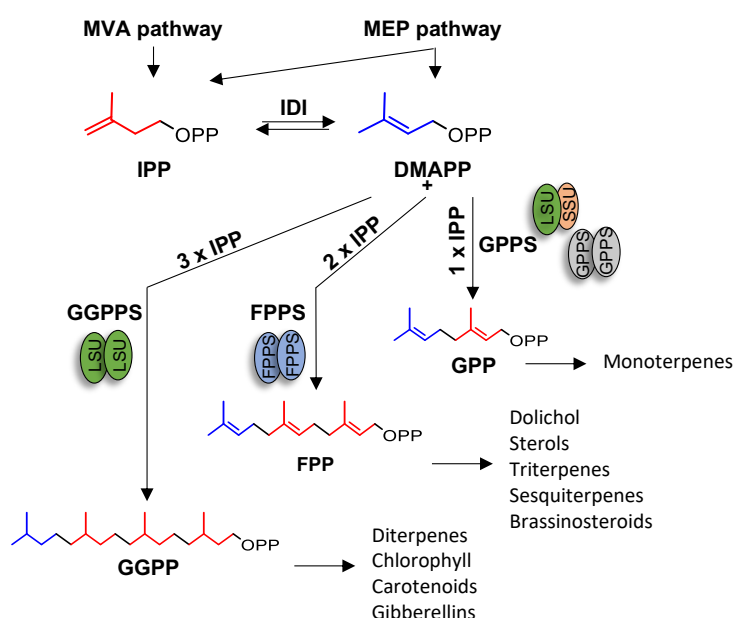 MVA pathway
MEP pathway
IDI
OPP
OPP
IPP
DMAPP
+
3 x IPP
2 x IPP
1 x IPP
GPPS
LSU
SSU
GPPS
GPPS
GGPPS
LSU
LSU
FPPS
FPPS
FPPS
OPP
GPP
Monoterpenes
OPP
FPP
Dolichol
Sterols
Triterpenes
Sesquiterpenes
Brassinosteroids
OPP
GGPP
Diterpenes
Chlorophyll
Carotenoids
Gibberellins